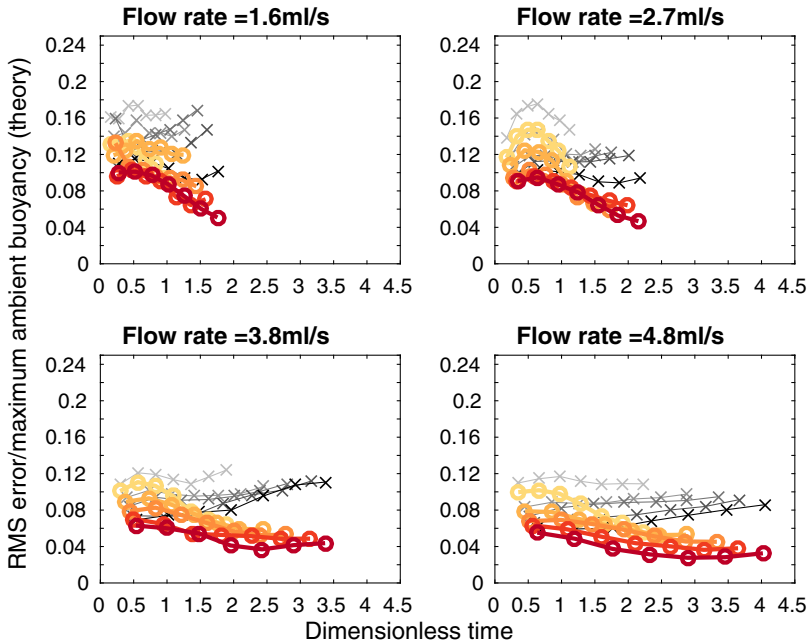 Flow rate =1.6ml/s
Flow rate =2.7ml/s
RMS error/maximum ambient buoyancy (theory)
0.24
0.2
0.16
0.12
0.08
0.04
0
0 0.5 1 1.5 2 2.5 3 3.5 4 4.5
0.24
0.2
0.16
0.12
0.08
0.04
0
0 0.5 1 1.5 2 2.5 3 3.5 4 4.5
Flow rate =3.8ml/s
Flow rate =4.8ml/s
0.24
0.2
0.16
0.12
0.08
0.04
0
0 0.5 1 1.5 2 2.5 3 3.5 4 4.5
0.24
0.2
0.16
0.12
0.08
0.04
0
0 0.5 1 1.5 2 2.5 3 3.5 4 4.5
Dimensionless time